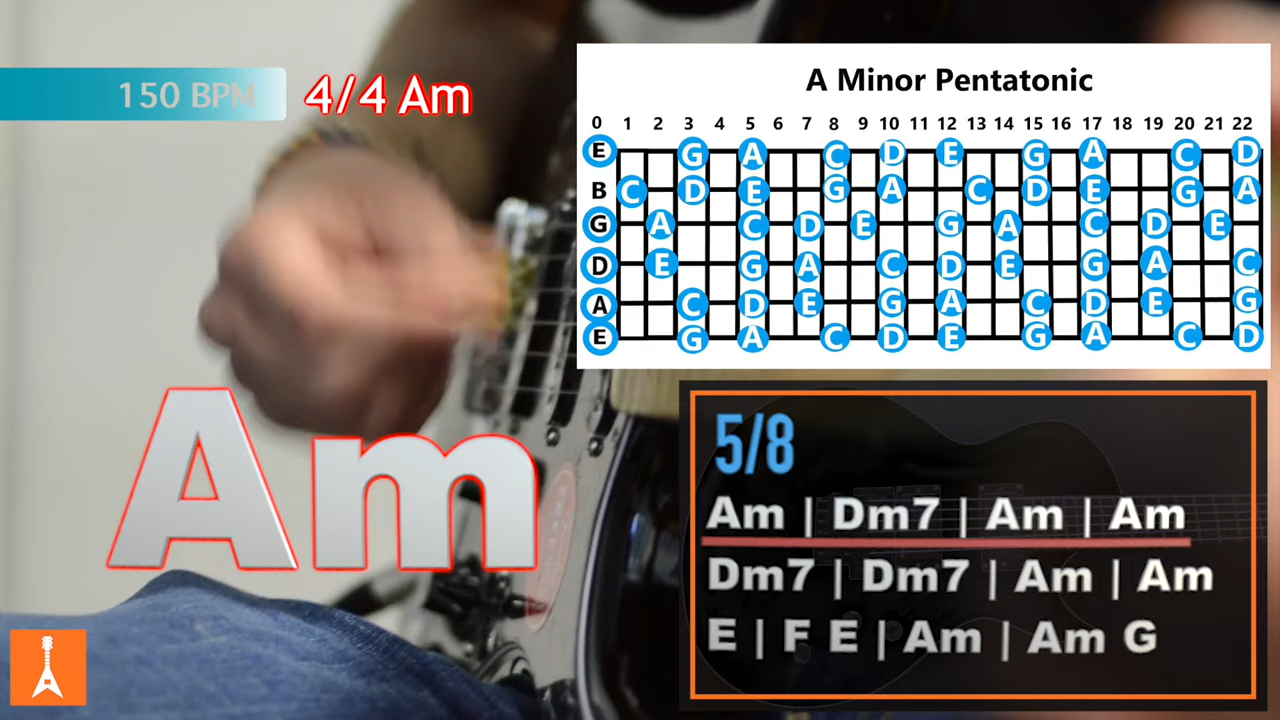 150 BPM 4/4 Am
A Minor Pentatonic
0 1 2 3 4 5 6 7 8 9 10 11 12 13 14 15 16 17 18 19 20 21 22
E G A C D E G A C D
B C D E G A C D E G A
G A C D E G A C D E
D E G A C D E G A C
A C D E G A C D E G
E G A C D E G A C D
Am
5/8
Am | Dm7 | Am | Am
Dm7 | Dm7 | Am | Am
E | F E | Am | Am G